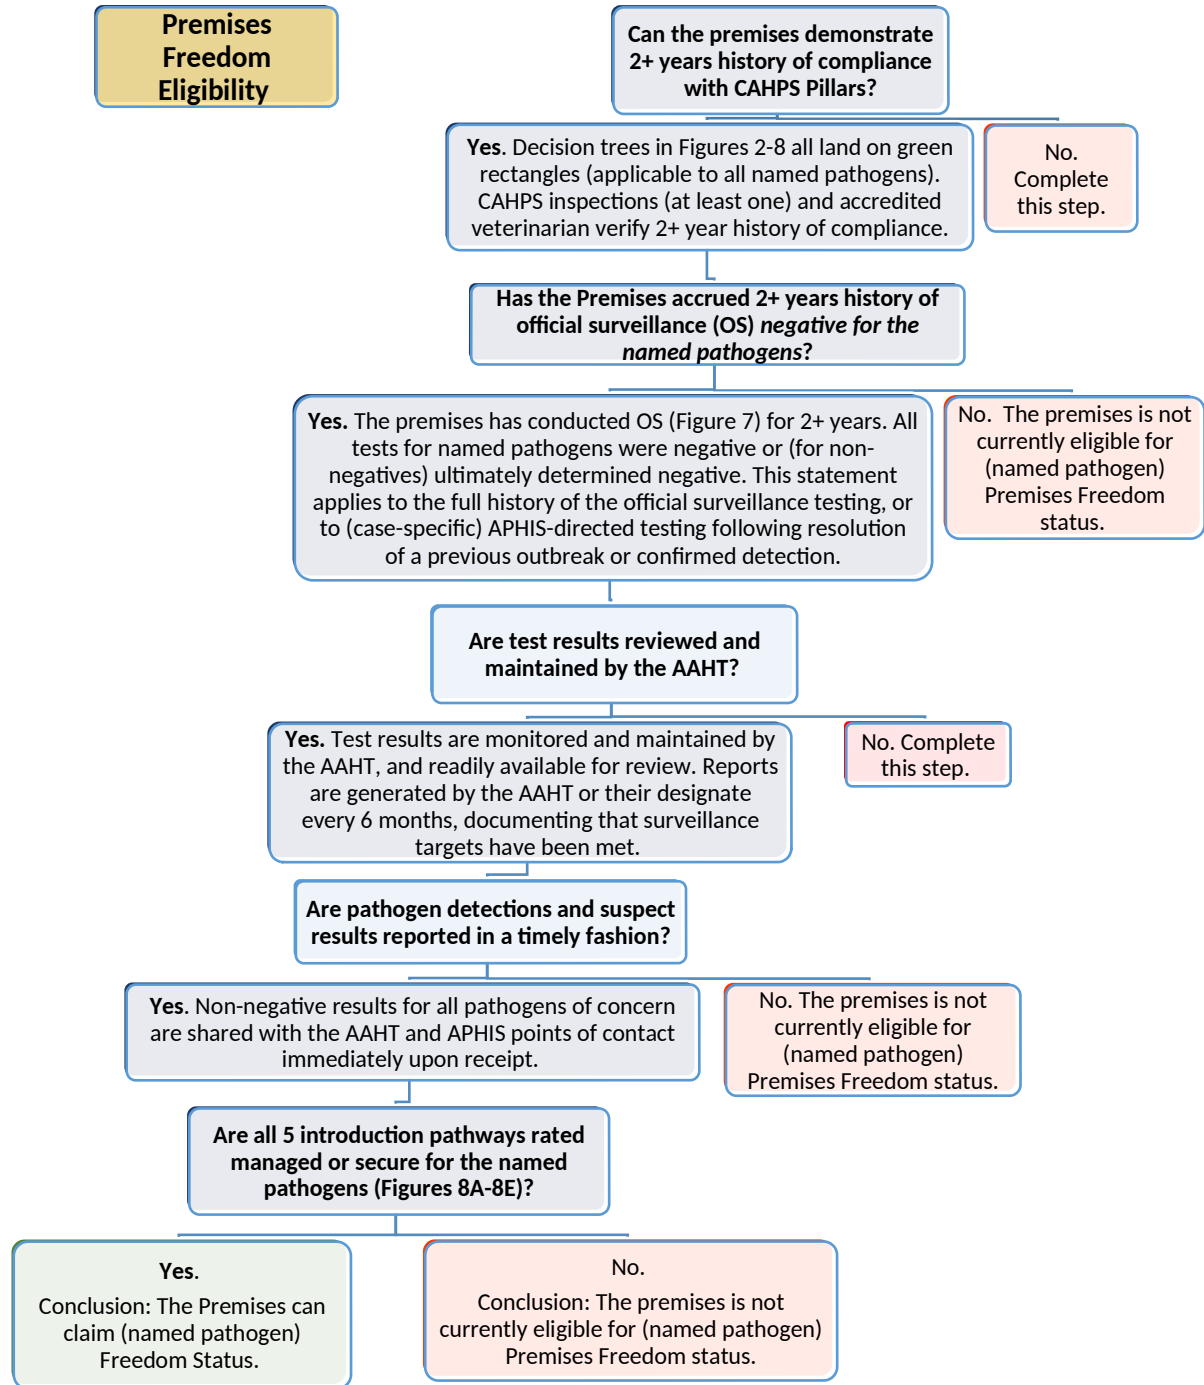 Premises
Freedom
Eligibility
Can the premises demonstrate
2+ years history of compliance
with CAHPS Pillars?
Yes. Decision trees in Figures 2-8 all land on green
rectangles (applicable to all named pathogens).
CAHPS inspections (at least one) and accredited
veterinarian verify 2+ year history of compliance.
No.
Complete
this step.
Has the Premises accrued 2+ years history of
official surveillance (OS) negative for the
named pathogens?
Yes. The premises has conducted OS (Figure 7) for 2+ years. All
tests for named pathogens were negative or (for non-
negatives) ultimately determined negative. This statement
applies to the full history of the official surveillance testing, or
to (case-specific) APHIS-directed testing following resolution
of a previous outbreak or confirmed detection.
No. The premises is not
currently eligible for
(named pathogen)
Premises Freedom
status.
Are test results reviewed and
maintained by the AAHT?
Yes. Test results are monitored and maintained by
the AAHT, and readily available for review. Reports
are generated by the AAHT or their designate
every 6 months, documenting that surveillance
targets have been met.
No. Complete
this step.
Are pathogen detections and suspect
results reported in a timely fashion?
Yes. Non-negative results for all pathogens of concern
are shared with the AAHT and APHIS points of contact
immediately upon receipt.
No. The premises is not
currently eligible for
(named pathogen)
Premises Freedom status.
Are all 5 introduction pathways rated
managed or secure for the named
pathogens (Figures 8A-8E)?
Yes.
Conclusion: The Premises can
claim (named pathogen)
Freedom Status.
No.
Conclusion: The premises is not
currently eligible for (named pathogen)
Premises Freedom status.